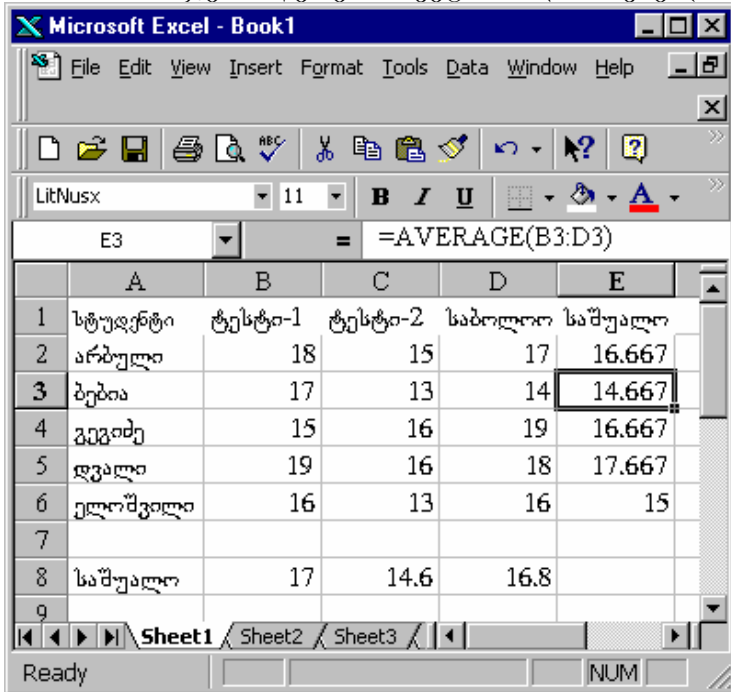 Microsoft Excel - Book1
File Edit View Insert Format Tools Data Window Help
LitNusx 11 B I U A
E3 = =AVERAGE(B3:D3)
A B C D E
1 სტუდენტი ტესტი-1 ტესტი-2 საბოლოო საშუალო
2 არბული 18 15 17 16.667
3 ბებია 17 13 14 14.667
4 გეგიძე 15 16 19 16.667
5 დვალი 19 16 18 17.667
6 ელოშვილი 16 13 16 15
7
8 საშუალო 17 14.6 16.8
9
Sheet1 Sheet2 Sheet3
Ready NUM